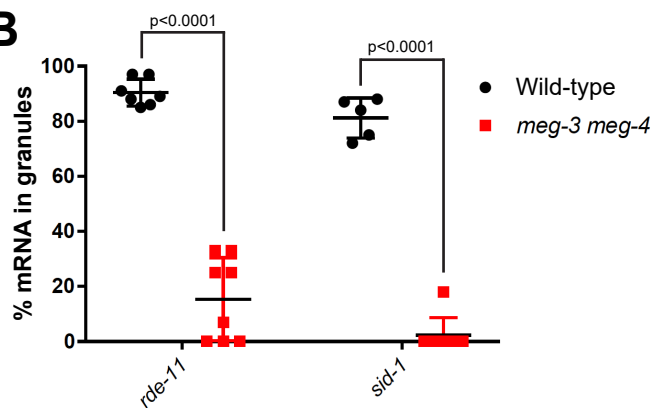 B
p<0.0001
p<0.0001
% mRNA in granules
100
80
60
40
20
0
rde-11
sid-1
Wild-type
meg-3 meg-4